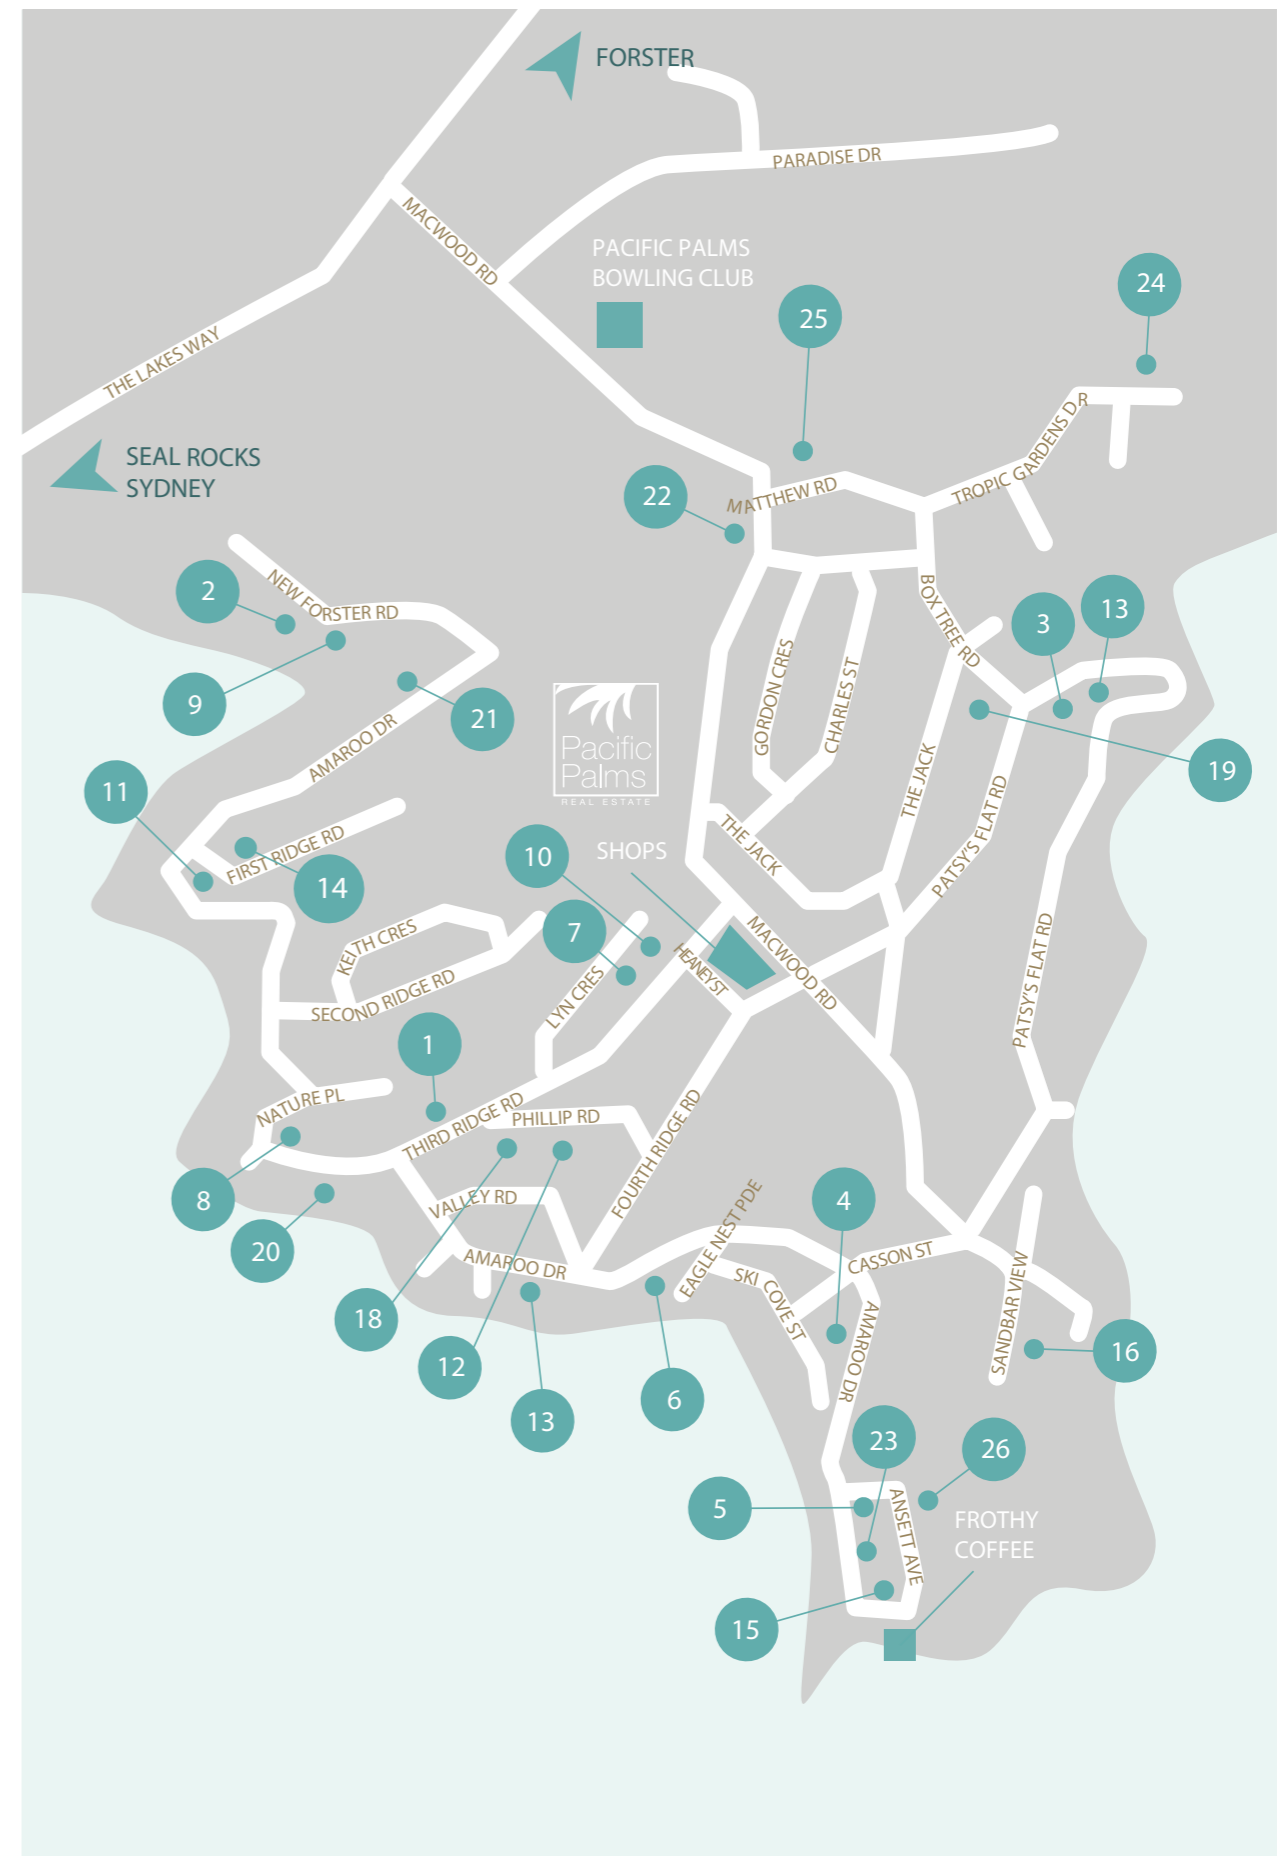 FORSTER
PARADISE DR
MACWOOD RD
PACIFIC PALMS
BOWLING CLUB
24
25
THE LAKES WAY
SEAL ROCKS
SYDNEY
TROPIC GARDENS DR
22
MATTHEW RD
2
NEW FORSTER RD
BOX TREE RD
3
13
9
21
GORDON CRES
CHARLES ST
AMAROO DR
Pacific
Palms
REAL ESTATE
THE JACK
19
11
PATSY'S FLAT RD
FIRST RIDGE RD
14
10
SHOPS
THE JACK
7
KEITH CRES
HEANEY ST
MACWOOD RD
PATSY'S FLAT RD
SECOND RIDGE RD
LYN CRES
1
NATURE PL
THIRD RIDGE RD
PHILLIP RD
FOURTH RIDGE RD
8
VALLEY RD
EAGLE NEST PDE
4
20
AMAROO DR
SKI COVE ST
CASSON ST
SANDBAR VIEW
18
12
AMAROO DR
16
13
6
23
26
5
ANSETT AVE
FROTHY
COFFEE
15